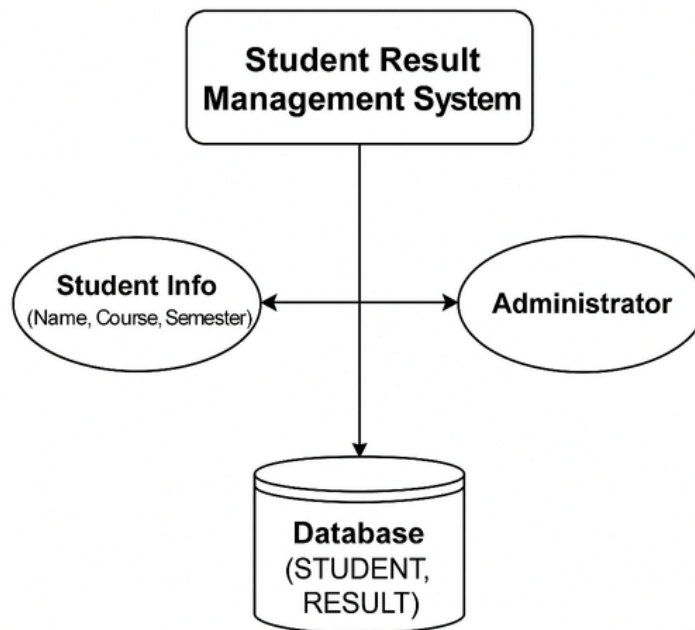 Student Result
Management System
Student Info
(Name, Course, Semester)
Administrator
Database
(STUDENT,
RESULT)